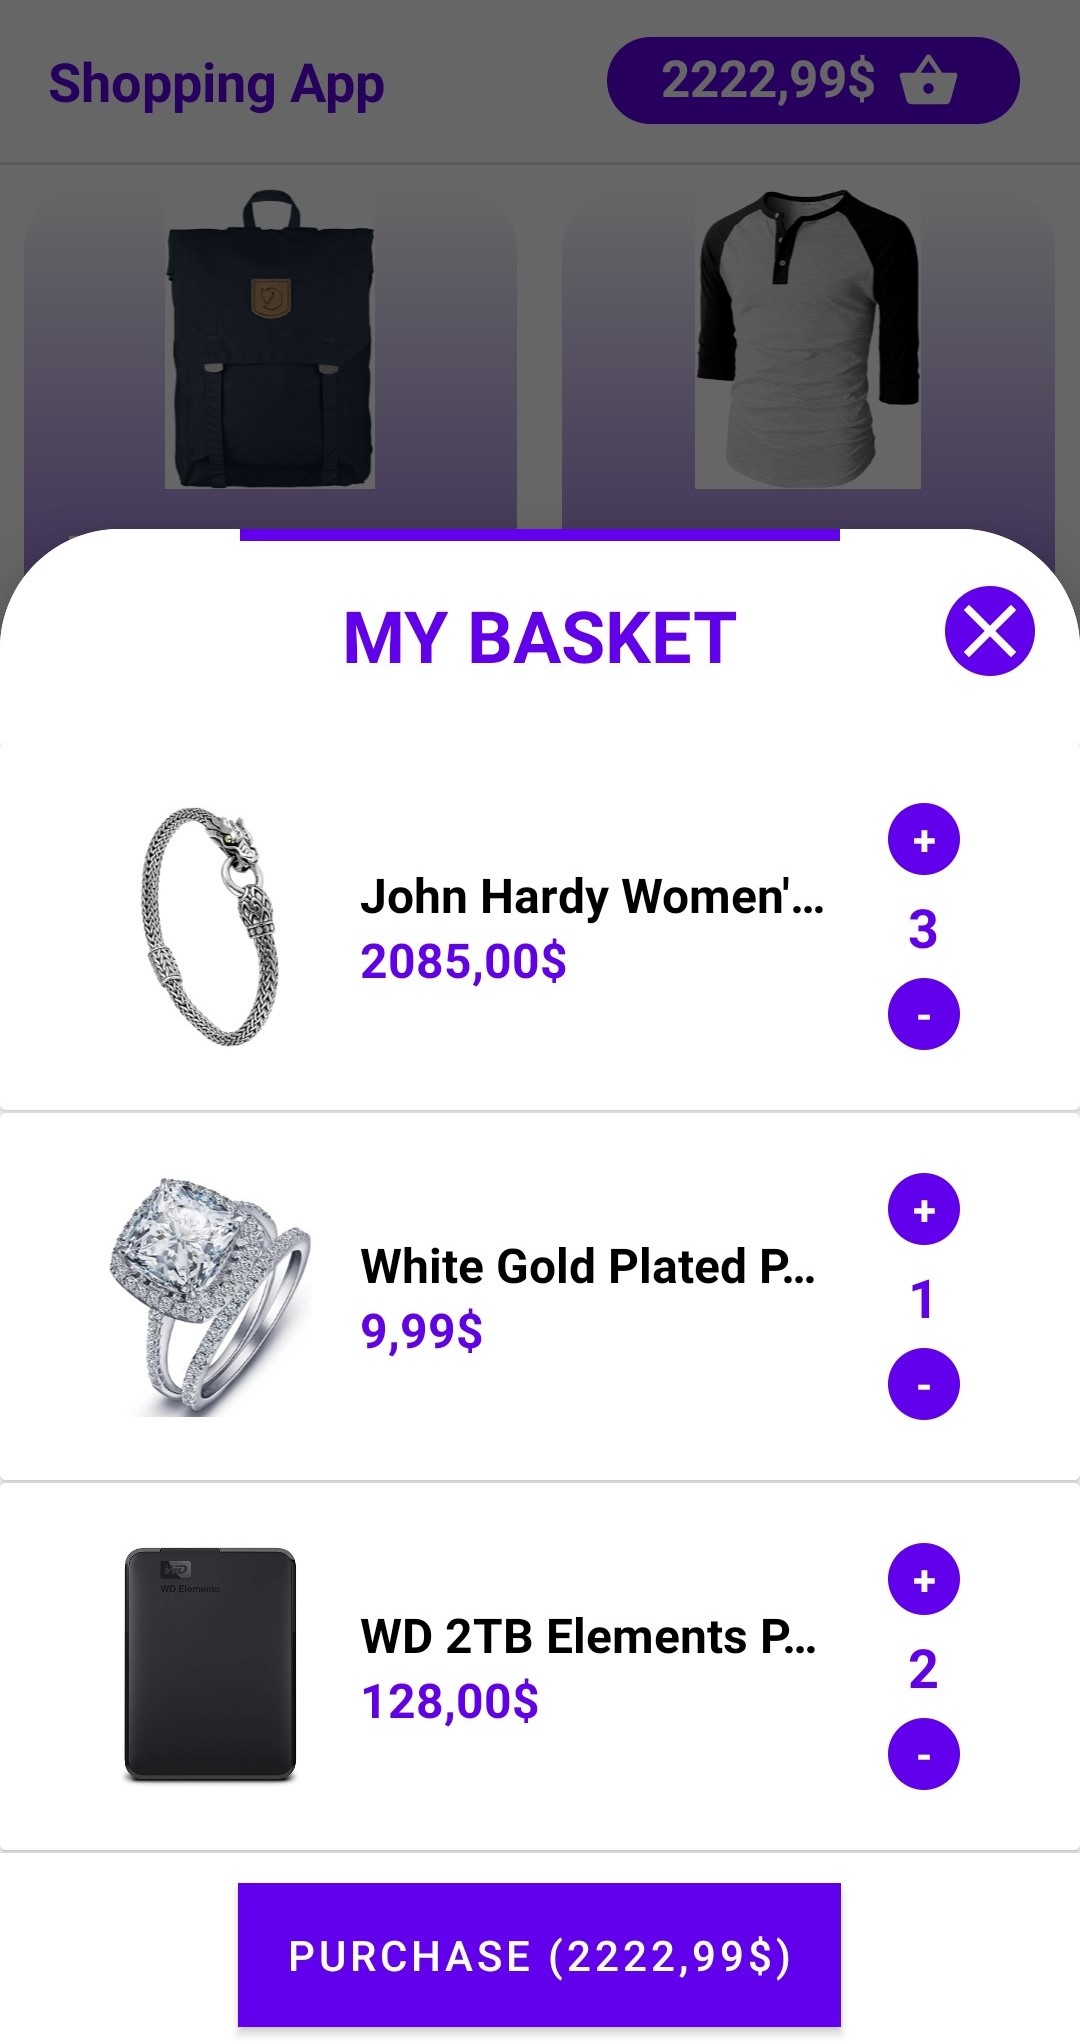 Shopping App
2222,99$
MY BASKET
+
John Hardy Women'...
3
2085,00$
-
+
White Gold Plated P...
1
9,99$
-
WD
WD Elements
+
WD 2TB Elements P...
2
128,00$
-
PURCHASE (2222,99$)